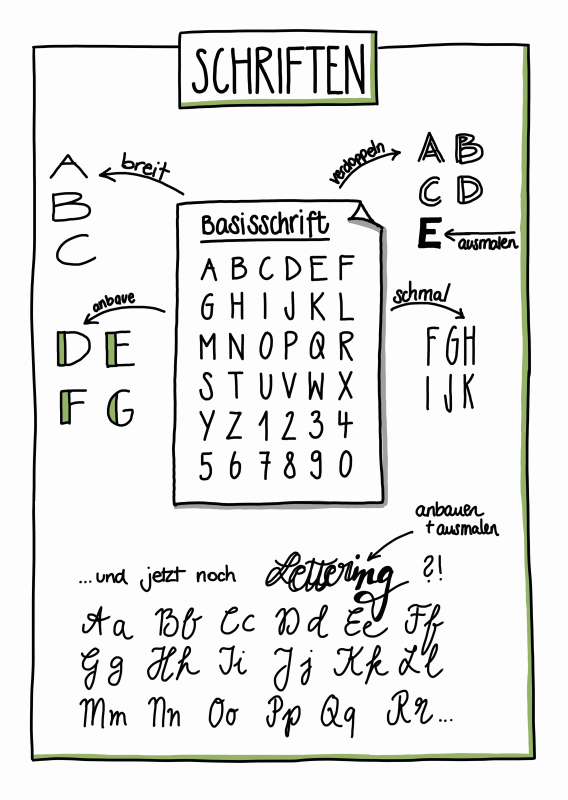 SCHRIFTEN
breit
A
B
C
verdoppeln
A B
C D
E
ausmalen
Basisschrift
A B C D E F
G H I J K L
M N O P Q R
S T U V W X
Y Z 1 2 3 4
5 6 7 8 9 0
anbaue
D E
F G
schmal
F G H
I J K
anbauen
+ ausmalen
...und jetzt noch Lettering ?!
Aa Bb Cc Dd Ee Ff
Gg Hh Ii Jj Kk Ll
Mm Nn Oo Pp Qq Rr...